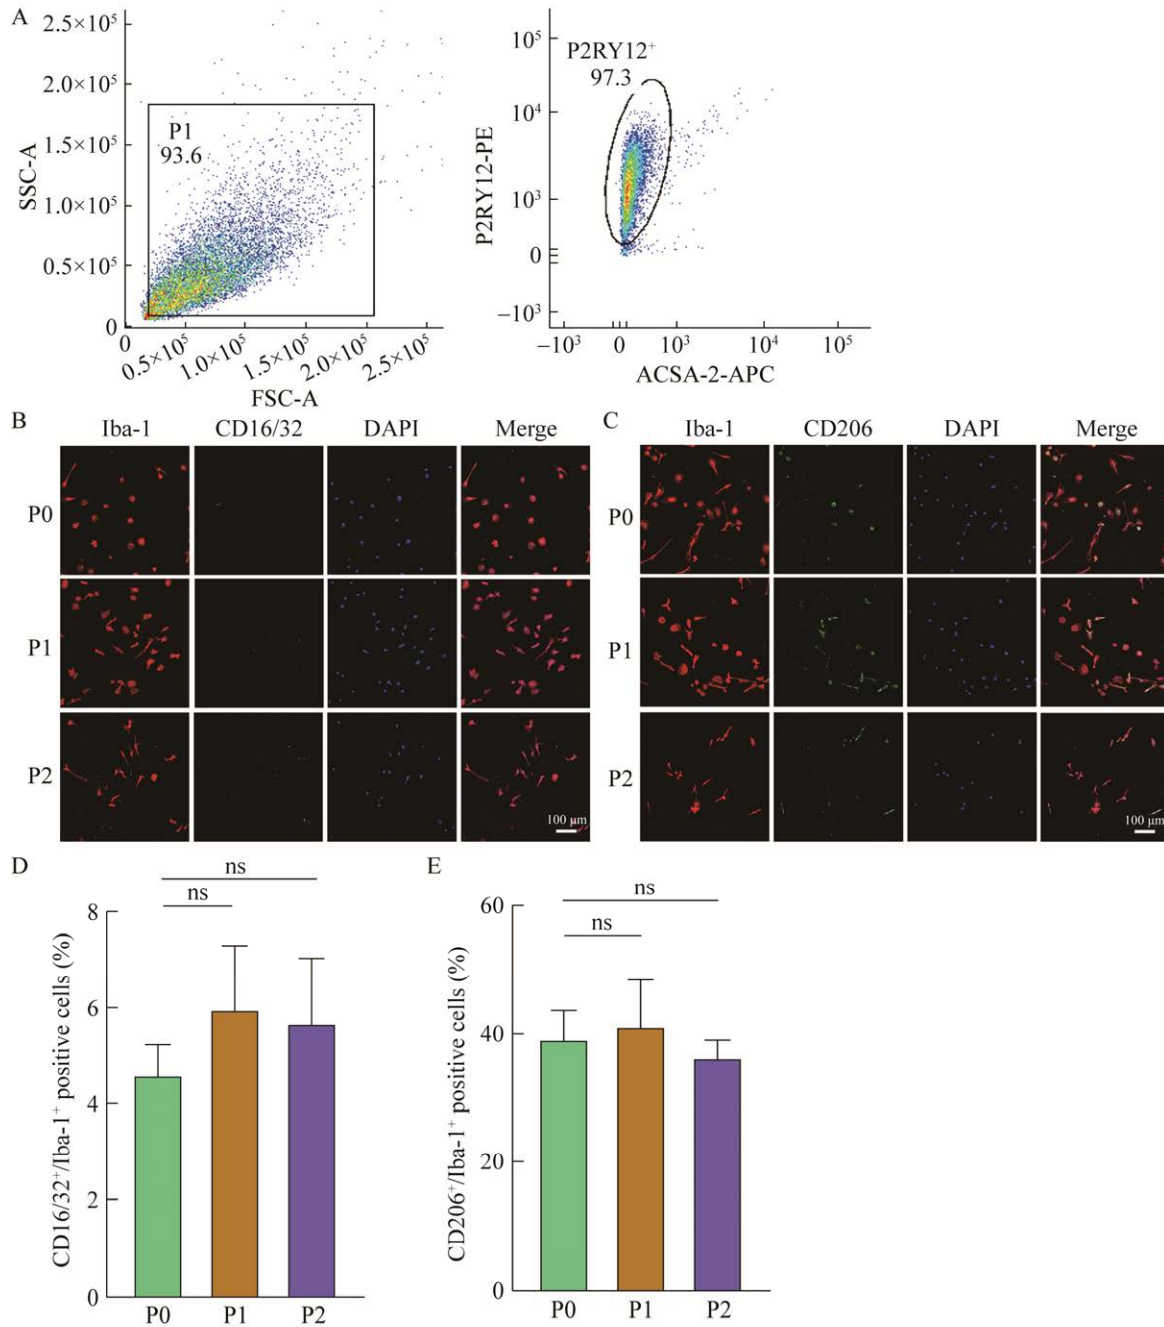 A
2.5×10⁵
2.0×10⁵
1.5×10⁵
1.0×10⁵
0.5×10⁵
0
SSC-A
P1
93.6
0
0.5×10⁵
1.0×10⁵
1.5×10⁵
2.0×10⁵
2.5×10⁵
FSC-A
P2RY12⁺
97.3
10⁵
10⁴
10³
0
−10³
P2RY12-PE
−10³
0
10³
10⁴
10⁵
ACSA-2-APC
B
Iba-1
CD16/32
DAPI
Merge
P0
P1
P2
100 μm
C
Iba-1
CD206
DAPI
Merge
P0
P1
P2
100 μm
D
ns
ns
8
6
4
2
0
CD16/32⁺/Iba-1⁺ positive cells (%)
P0
P1
P2
E
ns
ns
60
40
20
0
CD206⁺/Iba-1⁺ positive cells (%)
P0
P1
P2